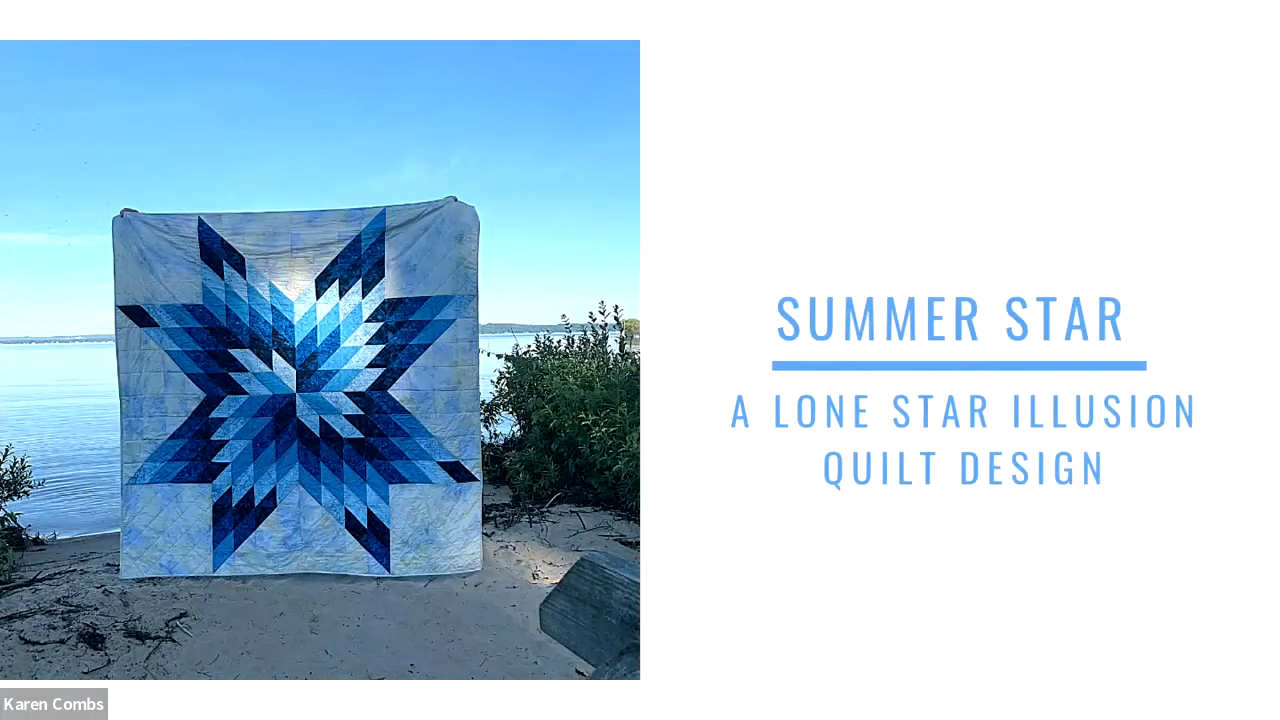 SUMMER STAR
A LONE STAR ILLUSION
QUILT DESIGN
Karen Combs